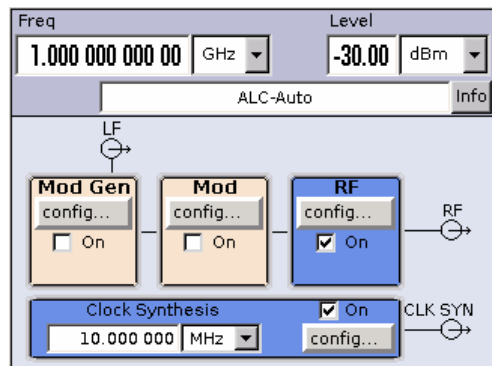 Freq Level
1.000 000 000 00 GHz -30.00 dBm
ALC-Auto Info
LF
Mod Gen Mod RF
config... config... config... RF
On On On
Clock Synthesis On CLK SYN
10.000 000 MHz config...